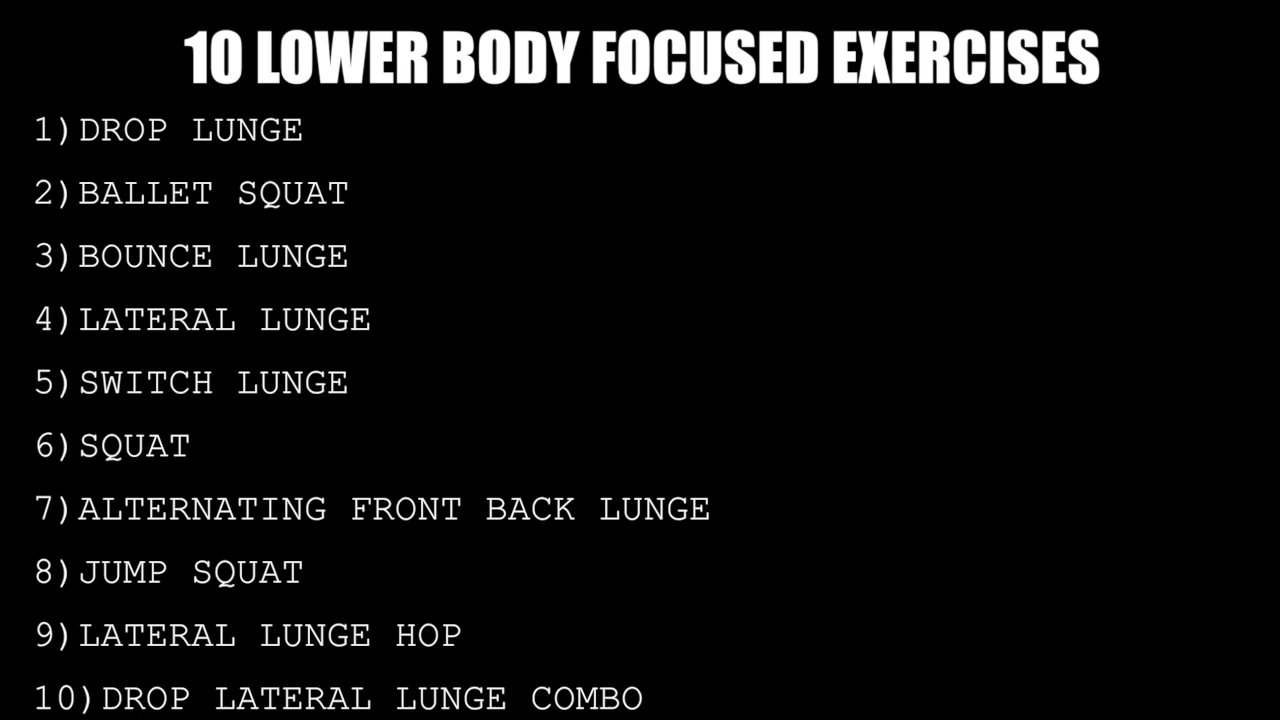 10 LOWER BODY FOCUSED EXERCISES
1)DROP LUNGE
2)BALLET SQUAT
3)BOUNCE LUNGE
4)LATERAL LUNGE
5)SWITCH LUNGE
6)SQUAT
7)ALTERNATING FRONT BACK LUNGE
8)JUMP SQUAT
9)LATERAL LUNGE HOP
10)DROP LATERAL LUNGE COMBO